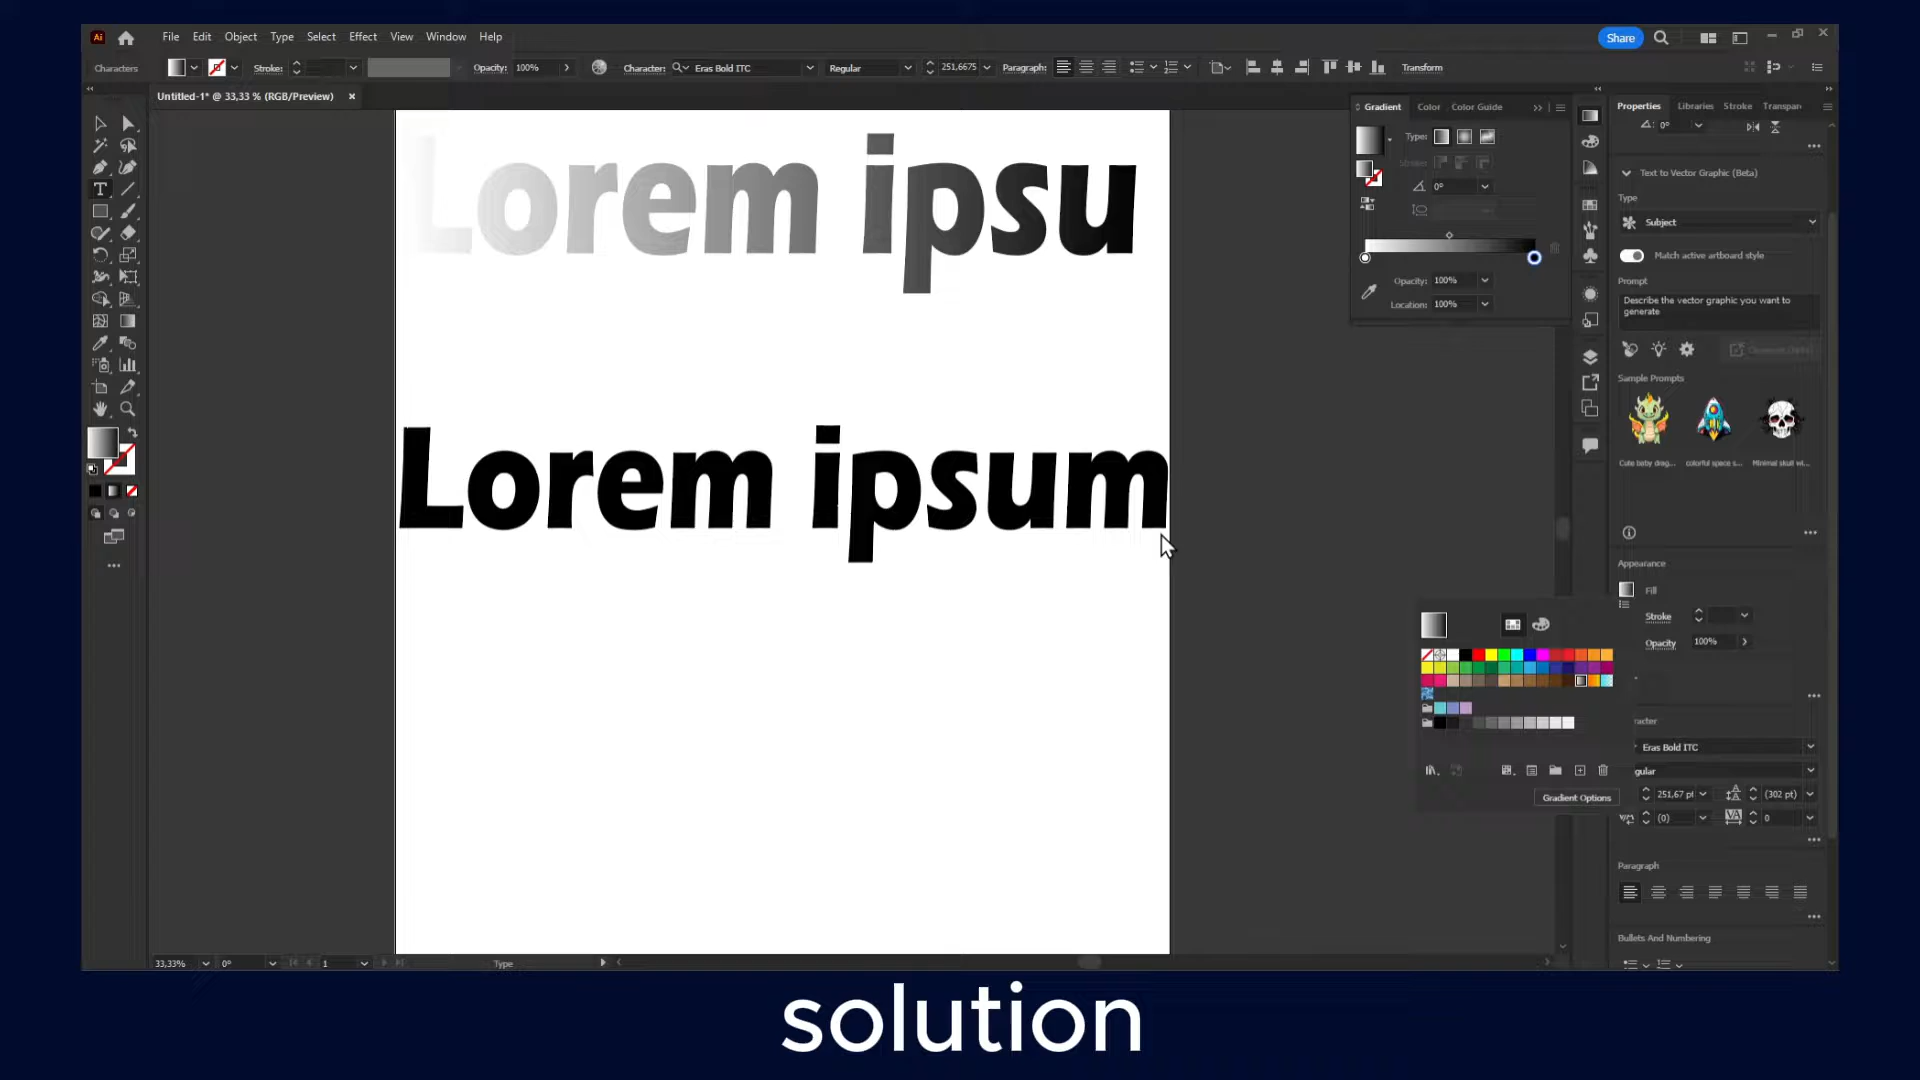 Ai File Edit Object Type Select Effect View Window Help Share
Characters Stroke: Opacity: 100% Character: Eras Bold ITC Regular 251,6675 Paragraph: Transform
Untitled-1* @ 33,33 % (RGB/Preview) ×
Gradient Color Color Guide
Type:
Stroke:
0°
Opacity: 100%
Location: 100%
Properties Libraries Stroke Transpar
0°
Text to Vector Graphic (Beta)
Type
Subject
Match active artboard style
Prompt
Describe the vector graphic you want to
generate
Sample Prompts
Cute baby drag... colorful space s... Minimal skull wi...
Appearance
Fill
Stroke
Opacity 100%
Gradient Options
aracter
Eras Bold ITC
gular
251,67 pt (302 pt)
(0) 0
Paragraph
Bullets And Numbering
Lorem ipsu
Lorem ipsum
33,33% 0° 1 Type
solution